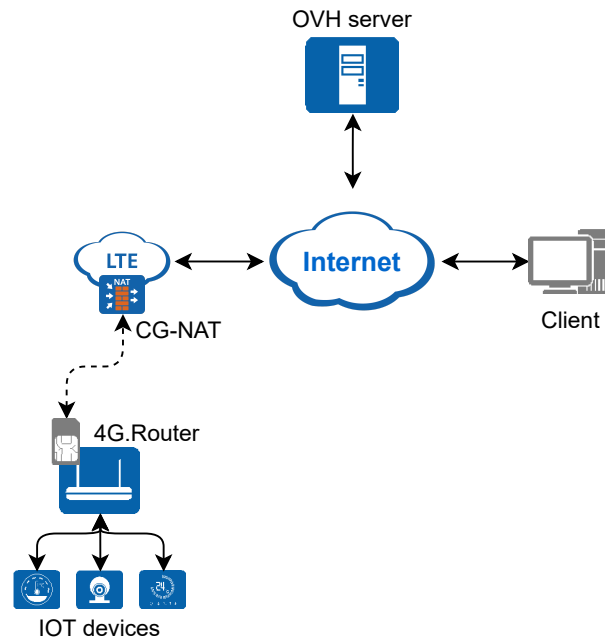 OVH server
LTE
NAT
Internet
CG-NAT
Client
4G.Router
24
IOT devices